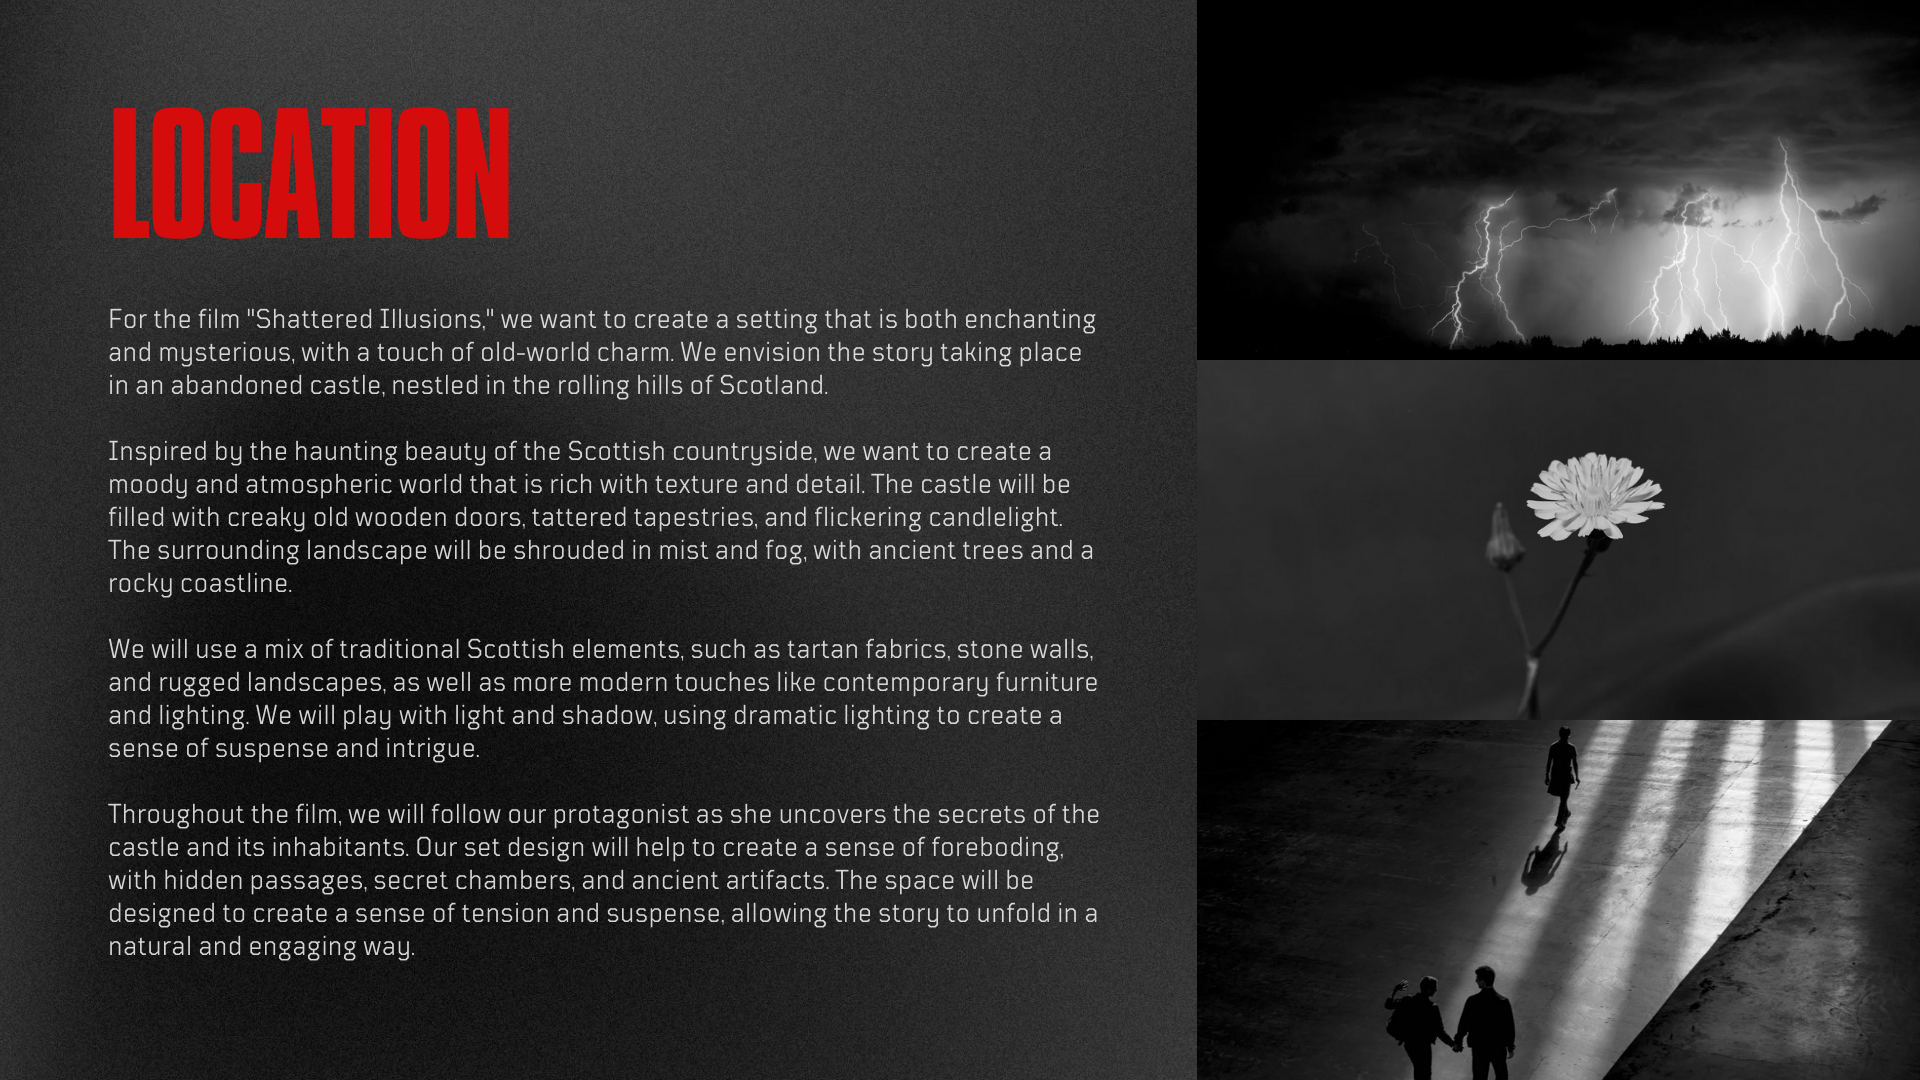 LOCATION
For the film "Shattered Illusions," we want to create a setting that is both enchanting
and mysterious, with a touch of old-world charm. We envision the story taking place
in an abandoned castle, nestled in the rolling hills of Scotland.
Inspired by the haunting beauty of the Scottish countryside, we want to create a
moody and atmospheric world that is rich with texture and detail. The castle will be
filled with creaky old wooden doors, tattered tapestries, and flickering candlelight.
The surrounding landscape will be shrouded in mist and fog, with ancient trees and a
rocky coastline.
We will use a mix of traditional Scottish elements, such as tartan fabrics, stone walls,
and rugged landscapes, as well as more modern touches like contemporary furniture
and lighting. We will play with light and shadow, using dramatic lighting to create a
sense of suspense and intrigue.
Throughout the film, we will follow our protagonist as she uncovers the secrets of the
castle and its inhabitants. Our set design will help to create a sense of foreboding,
with hidden passages, secret chambers, and ancient artifacts. The space will be
designed to create a sense of tension and suspense, allowing the story to unfold in a
natural and engaging way.